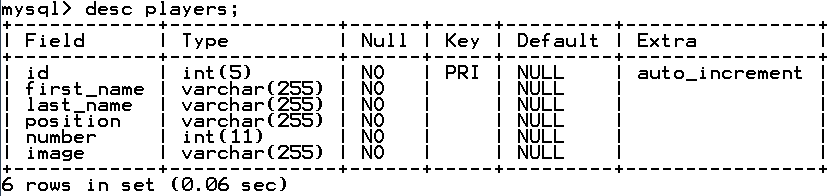 mysql> desc players;
+------------+--------------+------+-----+---------+----------------+
| Field      | Type         | Null | Key | Default | Extra          |
+------------+--------------+------+-----+---------+----------------+
| id         | int(5)       | NO   | PRI | NULL    | auto_increment |
| first_name | varchar(255) | NO   |     | NULL    |                |
| last_name  | varchar(255) | NO   |     | NULL    |                |
| position   | varchar(255) | NO   |     | NULL    |                |
| number     | int(11)      | NO   |     | NULL    |                |
| image      | varchar(255) | NO   |     | NULL    |                |
+------------+--------------+------+-----+---------+----------------+
6 rows in set (0.06 sec)